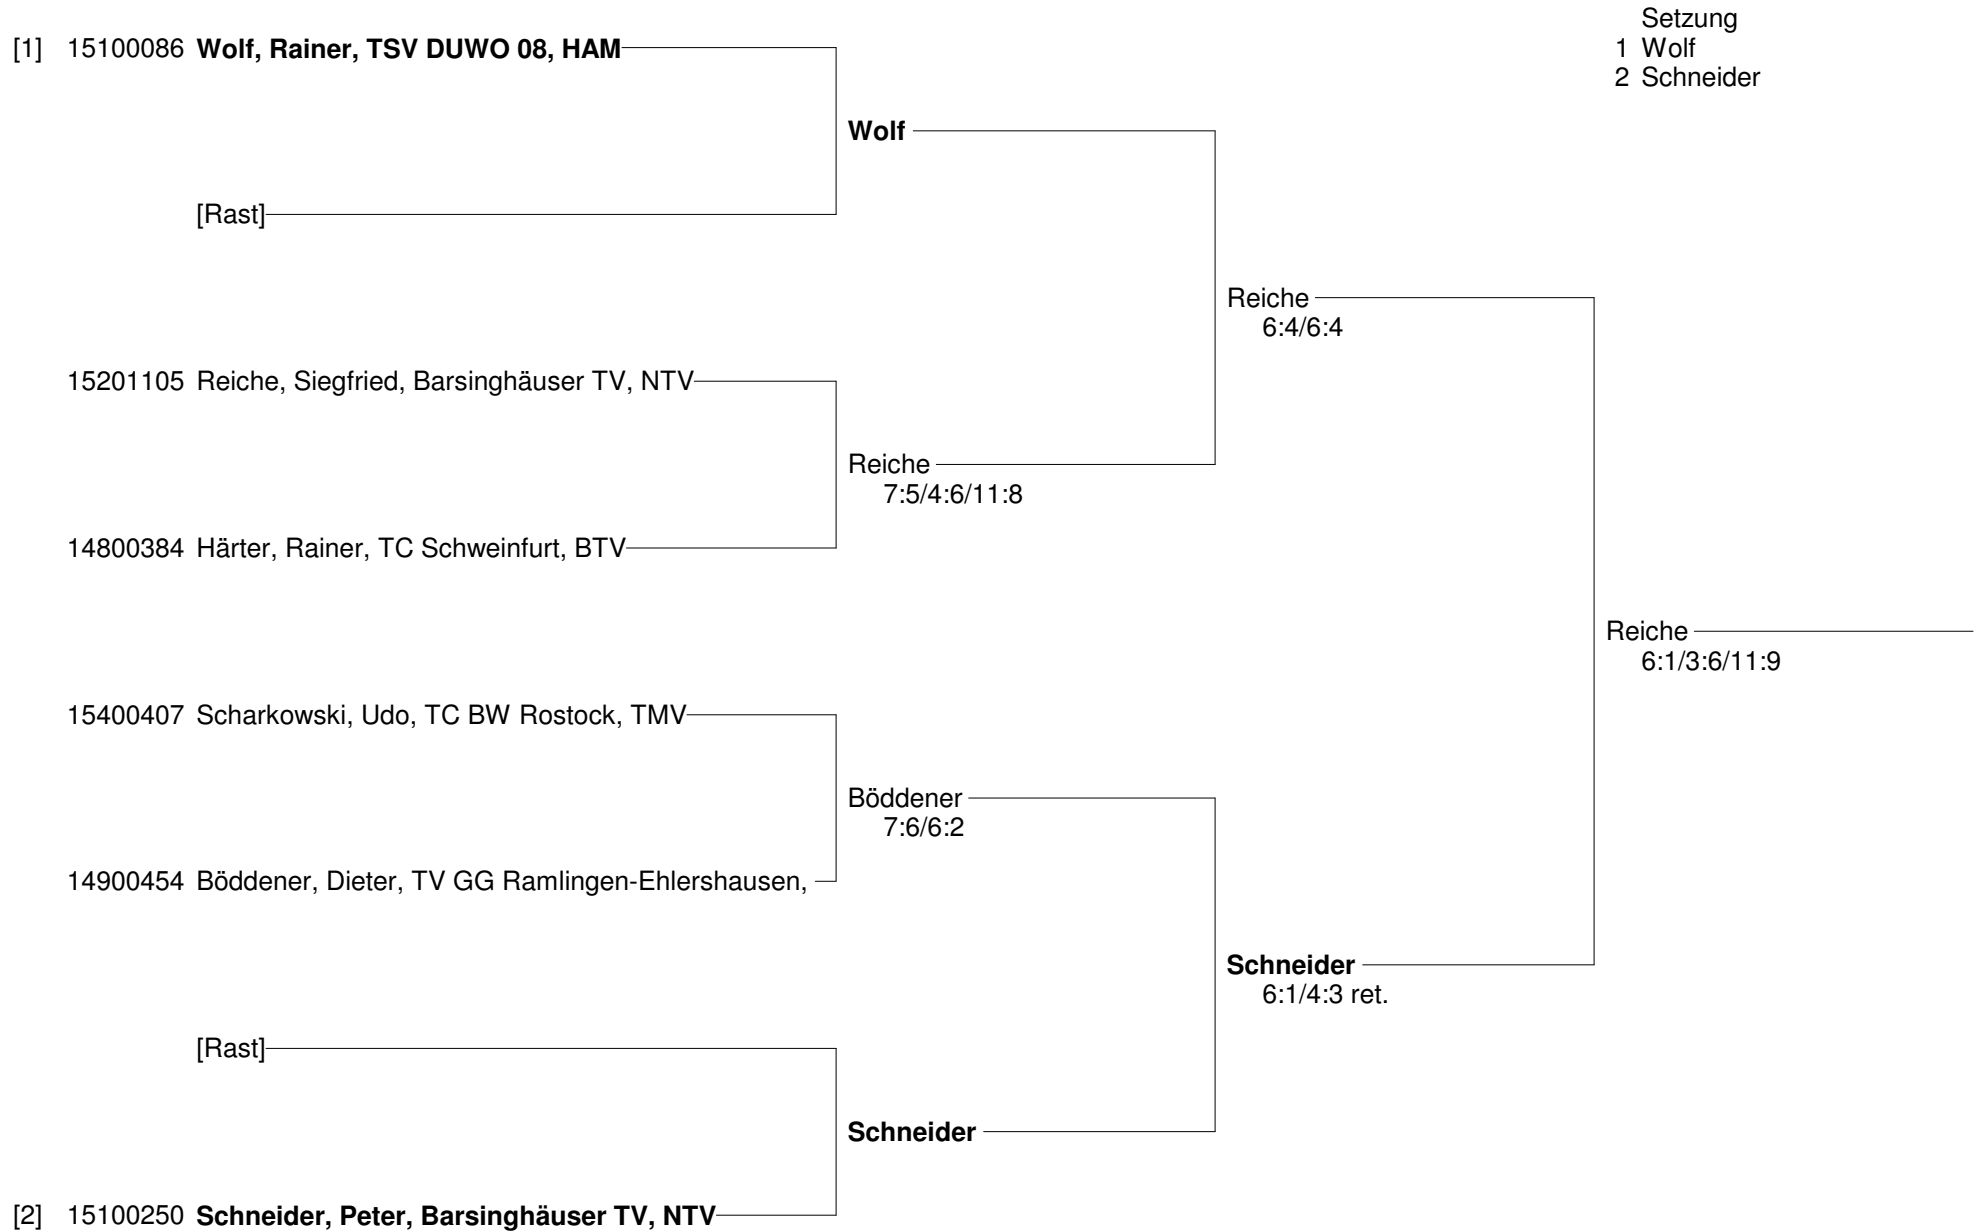 Setzung
1 Wolf
2 Schneider
[1] 15100086 Wolf, Rainer, TSV DUWO 08, HAM
Wolf
[Rast]
Reiche
6:4/6:4
15201105 Reiche, Siegfried, Barsinghäuser TV, NTV
Reiche
7:5/4:6/11:8
14800384 Härter, Rainer, TC Schweinfurt, BTV
Reiche
6:1/3:6/11:9
15400407 Scharkowski, Udo, TC BW Rostock, TMV
Böddener
7:6/6:2
14900454 Böddener, Dieter, TV GG Ramlingen-Ehlershausen,
Schneider
6:1/4:3 ret.
[Rast]
Schneider
[2] 15100250 Schneider, Peter, Barsinghäuser TV, NTV